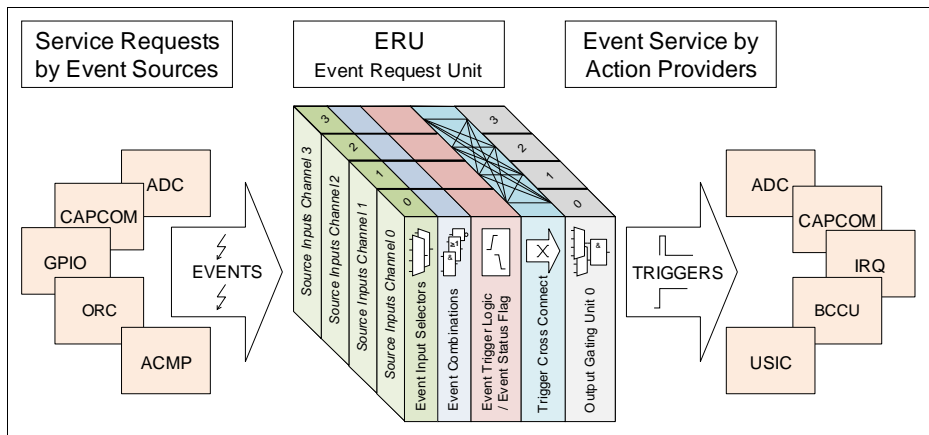 Service Requests
by Event Sources
ERU
Event Request Unit
Event Service by
Action Providers
ADC
CAPCOM
GPIO
ORC
ACMP
EVENTS
3
2
1
0
Source Inputs Channel 3
Source Inputs Channel 2
Source Inputs Channel 1
Source Inputs Channel 0
3
2
1
0
≥1
&
X
&
Event Input Selectors
Event Combinations
Event Trigger Logic
/ Event Status Flag
Trigger Cross Connect
Output Gating Unit 0
TRIGGERS
ADC
CAPCOM
IRQ
BCCU
USIC